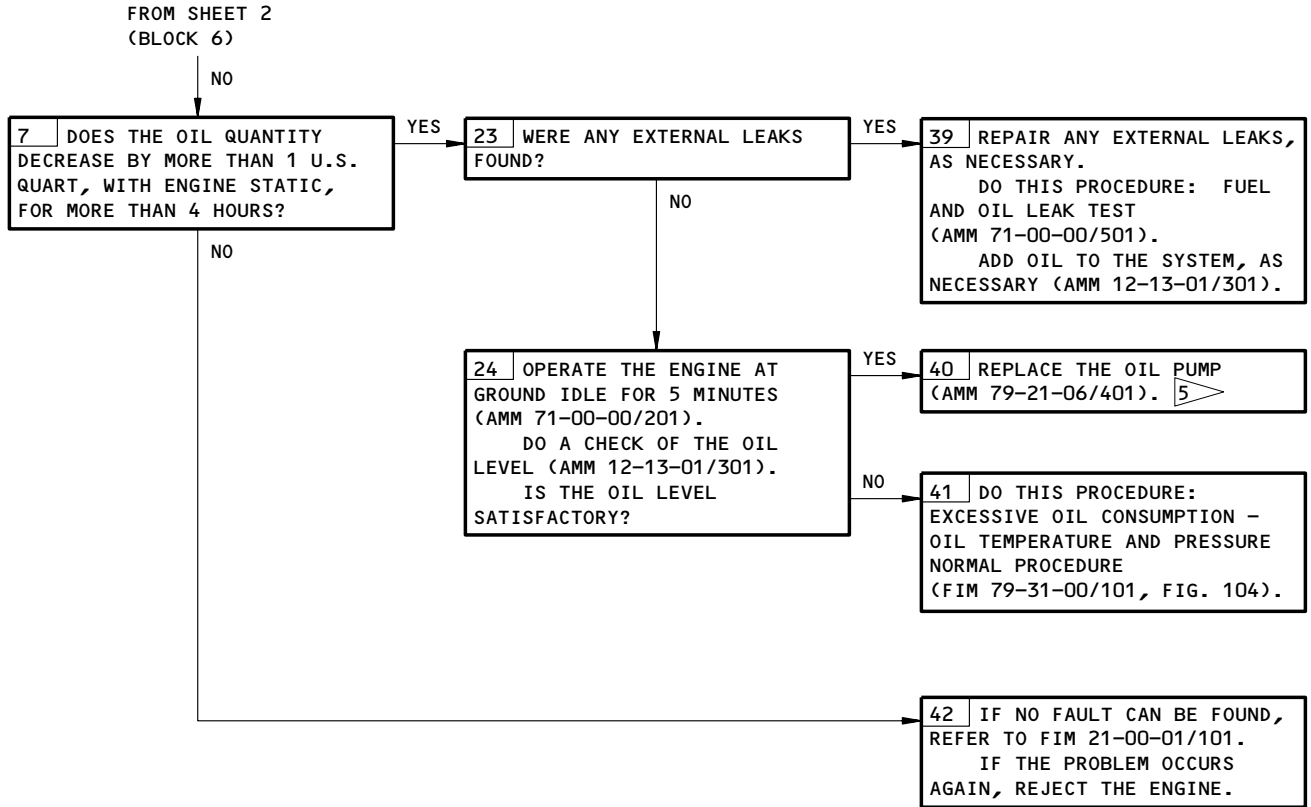 FROM SHEET 2
(BLOCK 6)
NO
7 DOES THE OIL QUANTITY
DECREASE BY MORE THAN 1 U.S.
QUART, WITH ENGINE STATIC,
FOR MORE THAN 4 HOURS?
YES
NO
23 WERE ANY EXTERNAL LEAKS
FOUND?
YES
NO
39 REPAIR ANY EXTERNAL LEAKS,
AS NECESSARY.
DO THIS PROCEDURE: FUEL
AND OIL LEAK TEST
(AMM 71-00-00/501).
ADD OIL TO THE SYSTEM, AS
NECESSARY (AMM 12-13-01/301).
24 OPERATE THE ENGINE AT
GROUND IDLE FOR 5 MINUTES
(AMM 71-00-00/201).
DO A CHECK OF THE OIL
LEVEL (AMM 12-13-01/301).
IS THE OIL LEVEL
SATISFACTORY?
YES
NO
40 REPLACE THE OIL PUMP
(AMM 79-21-06/401). 5
41 DO THIS PROCEDURE:
EXCESSIVE OIL CONSUMPTION -
OIL TEMPERATURE AND PRESSURE
NORMAL PROCEDURE
(FIM 79-31-00/101, FIG. 104).
42 IF NO FAULT CAN BE FOUND,
REFER TO FIM 21-00-01/101.
IF THE PROBLEM OCCURS
AGAIN, REJECT THE ENGINE.